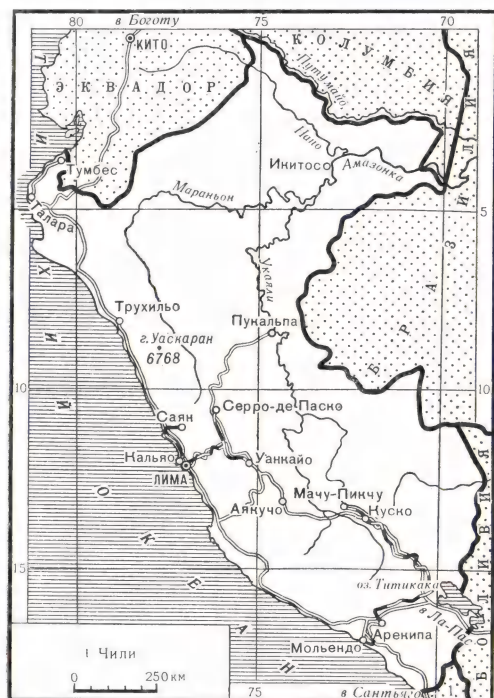 80
75
70
в Боготу
КИТО
КОЛУМБИЯ
ЭКВАДОР
Путумайо
Напо
Тумбес
Икитос
Амазонка
Талара
Мараньон
5
Укаяли
БРАЗИЛИЯ
Трухильо
Пукальпа
г. Уаскаран
6768
10
Серро-де-Паско
Саян
Кальяо
ЛИМА
Уанкайо
Мачу-Пикчу
Аякучо
Куско
ТИХИЙ ОКЕАН
БОЛИВИЯ
15
оз. Титикака
в Ла-Пас
Арекипа
Мольендо
1 Чили
0 250 км
75
в Сантьяго
70